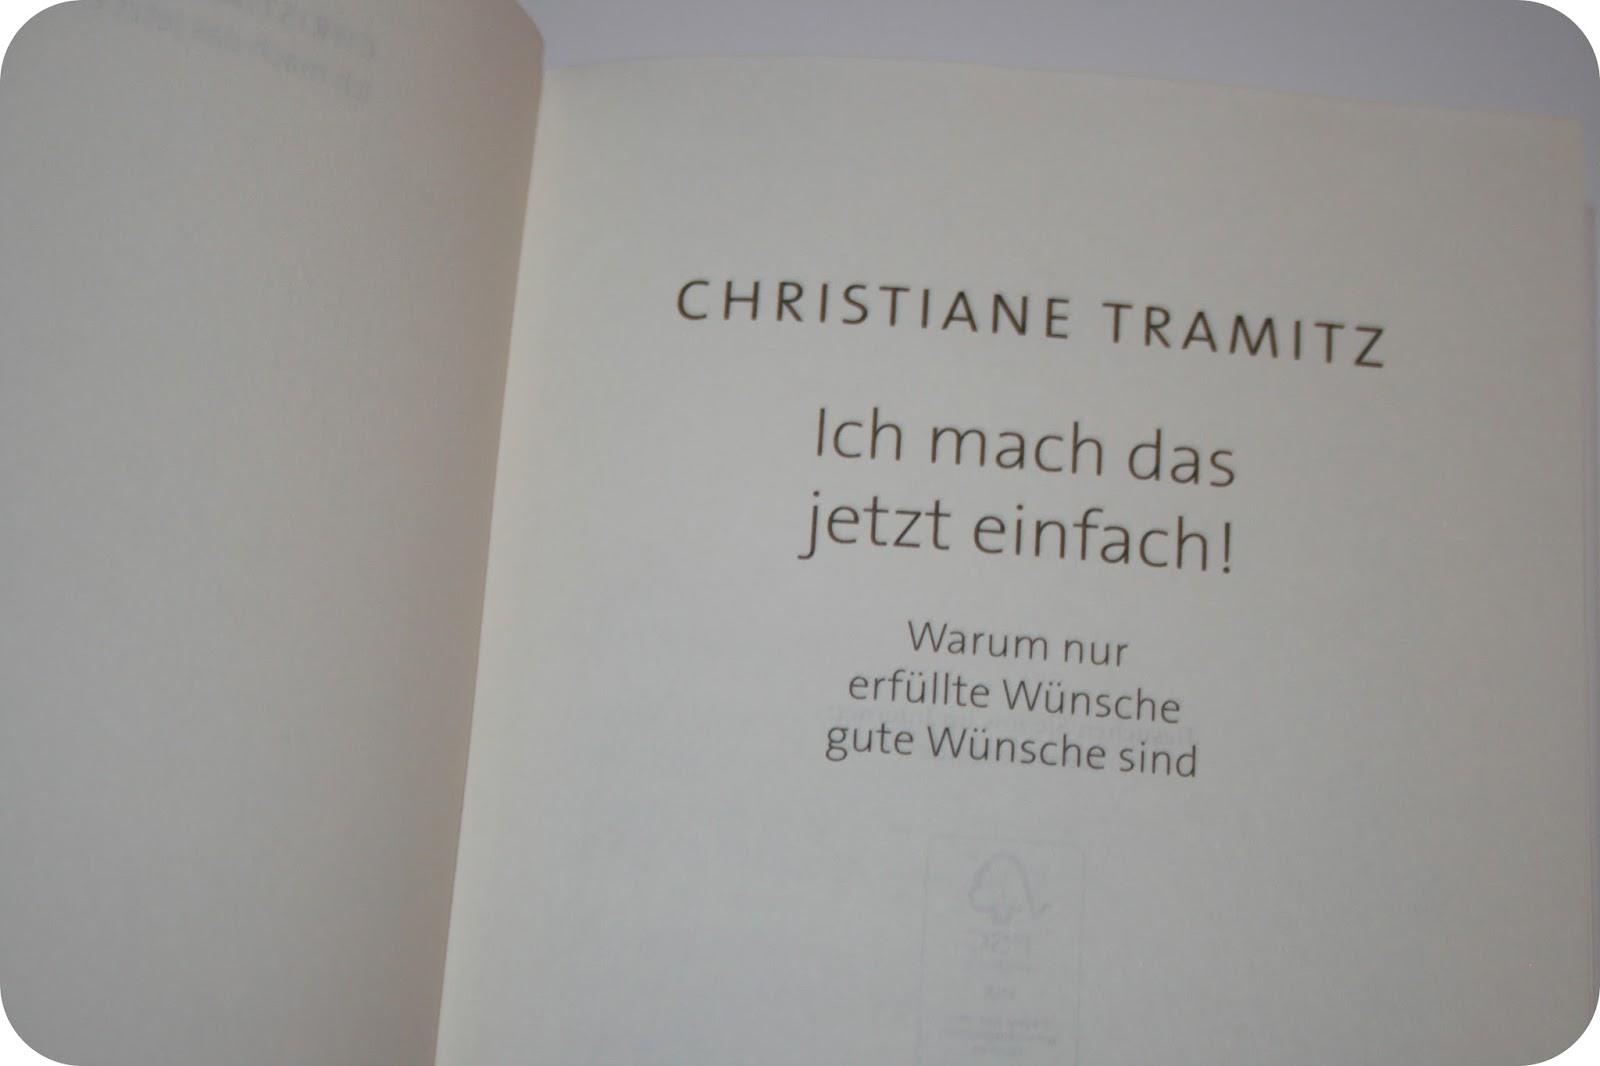 CHRISTIANE TRAMITZ
Ich mach das
jetzt einfach!
Warum nur
erfüllte Wünsche
gute Wünsche sind